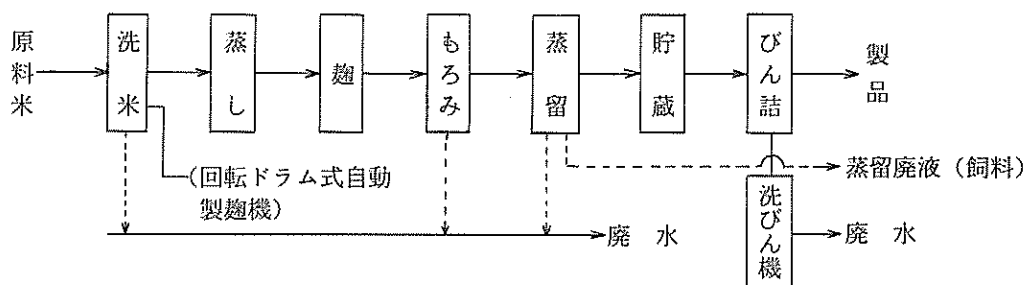 原料米
洗米
蒸し
麹
もろみ
蒸留
貯蔵
びん詰
製品
(回転ドラム式自動
製麹機)
蒸留廃液(飼料)
廃水
洗びん機
廃水